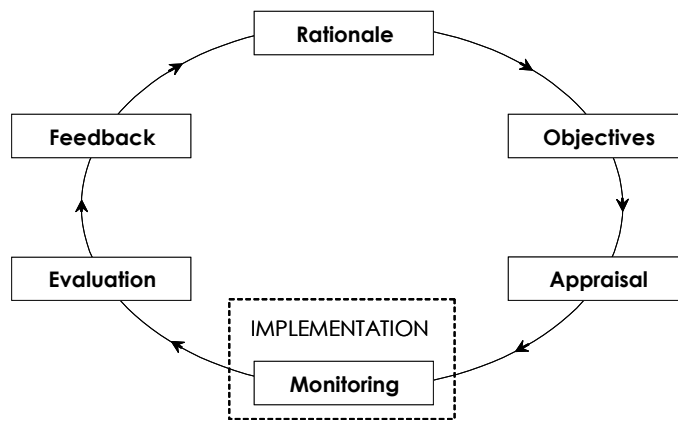 Rationale
Feedback
Objectives
Evaluation
Appraisal
IMPLEMENTATION
Monitoring